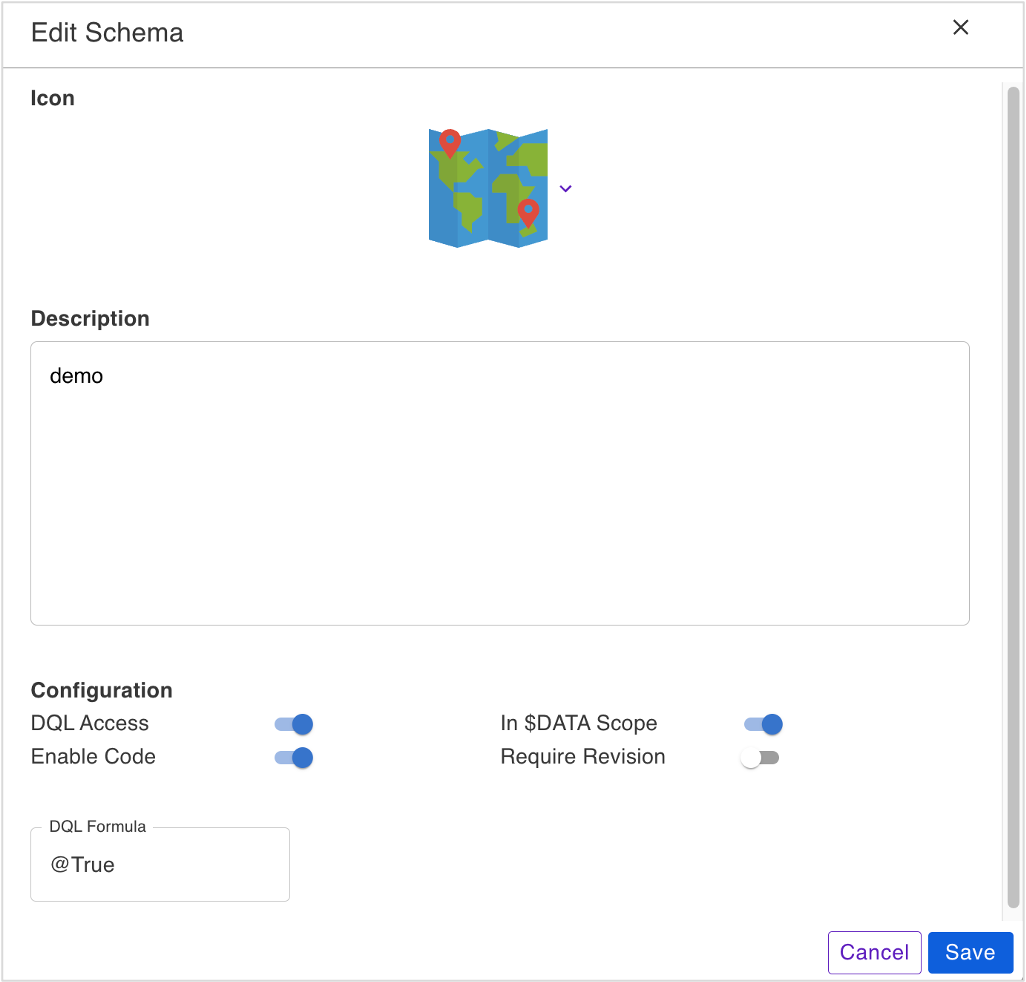 Edit Schema
Icon
Description
demo
Configuration
DQL Access
In $DATA Scope
Enable Code
Require Revision
DQL Formula
@True
Cancel
Save